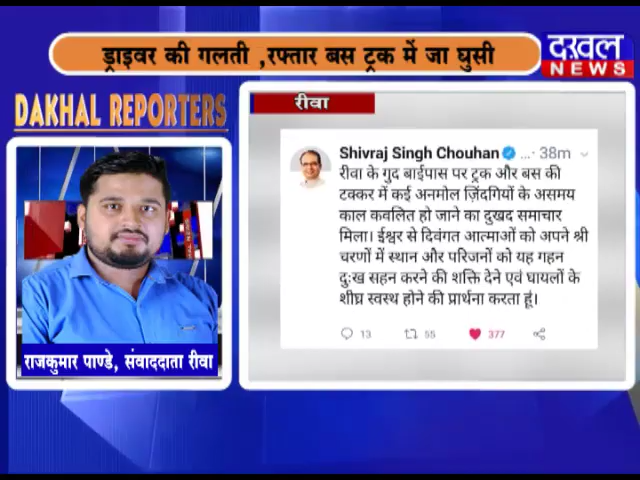 ड्राइवर की गलती ,रफ्तार बस ट्रक में जा घुसी
दख़ल
NEWS
DAKHAL REPORTERS
रीवा
Shivraj Singh Chouhan ... · 38m
रीवा के गुद बाईपास पर ट्रक और बस की
टक्कर में कई अनमोल ज़िंदगियों के असमय
काल कवलित हो जाने का दुखद समाचार
मिला। ईश्वर से दिवंगत आत्माओं को अपने श्री
चरणों में स्थान और परिजनों को यह गहन
दु:ख सहन करने की शक्ति देने एवं घायलों के
शीघ्र स्वस्थ होने की प्रार्थना करता हूं।
13 55 377
राजकुमार पाण्डे, संवाददाता रीवा